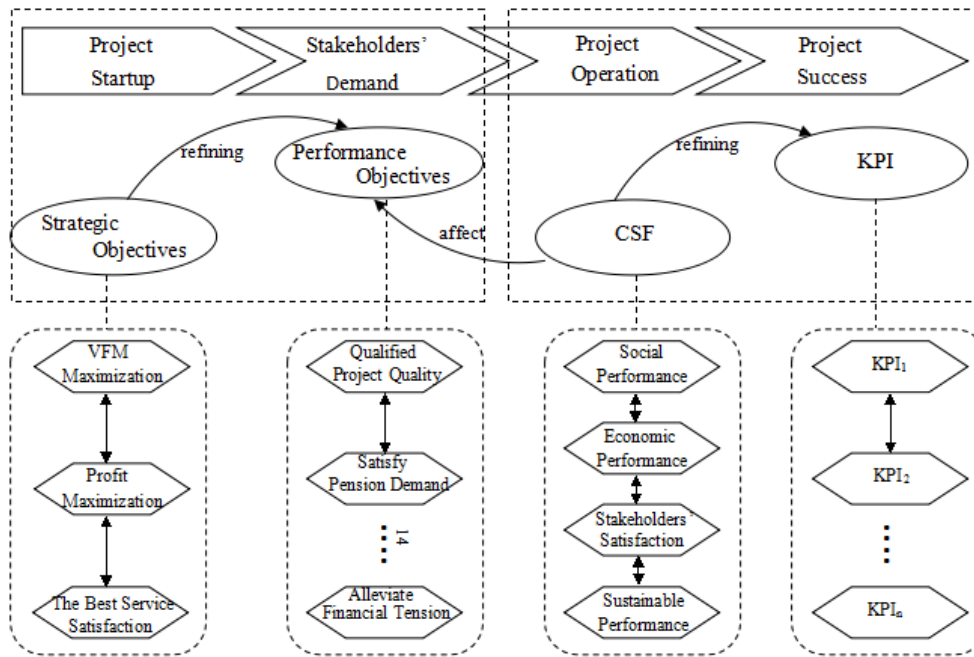 Project
Startup
Stakeholders'
Demand
Project
Operation
Project
Success
refining
Performance
Objectives
refining
KPI
Strategic
Objectives
affect
CSF
VFM
Maximization
Profit
Maximization
The Best Service
Satisfaction
Qualified
Project Quality
Satisfy
Pension Demand
14
Alleviate
Financial Tension
Social
Performance
Economic
Performance
Stakeholders'
Satisfaction
Sustainable
Performance
KPI₁
KPI₂
KPIₙ